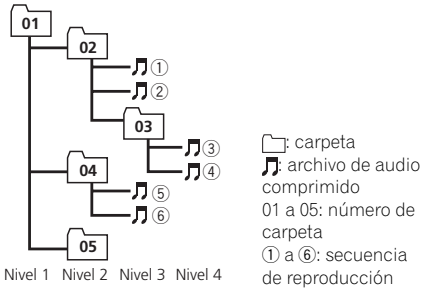 01
02
①
②
03
③
④
04
⑤
⑥
05
Nivel 1 Nivel 2 Nivel 3 Nivel 4
: carpeta
: archivo de audio
comprimido
01 a 05: número de
carpeta
① a ⑥: secuencia
de reproducción